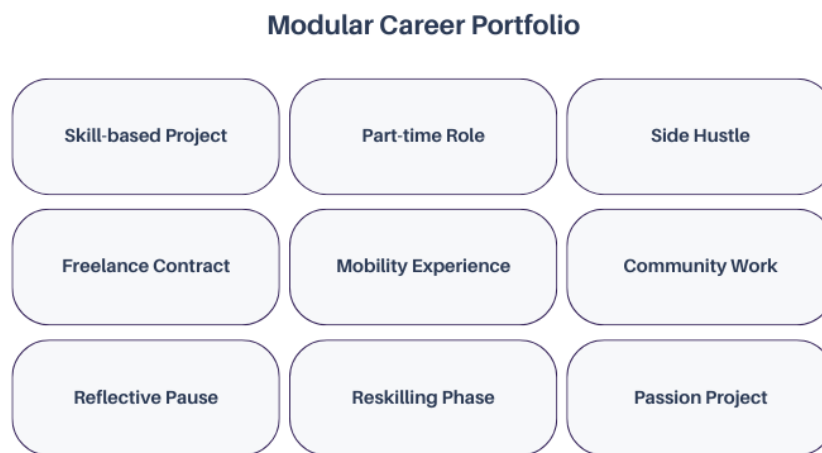 Modular Career Portfolio
Skill-based Project
Part-time Role
Side Hustle
Freelance Contract
Mobility Experience
Community Work
Reflective Pause
Reskilling Phase
Passion Project